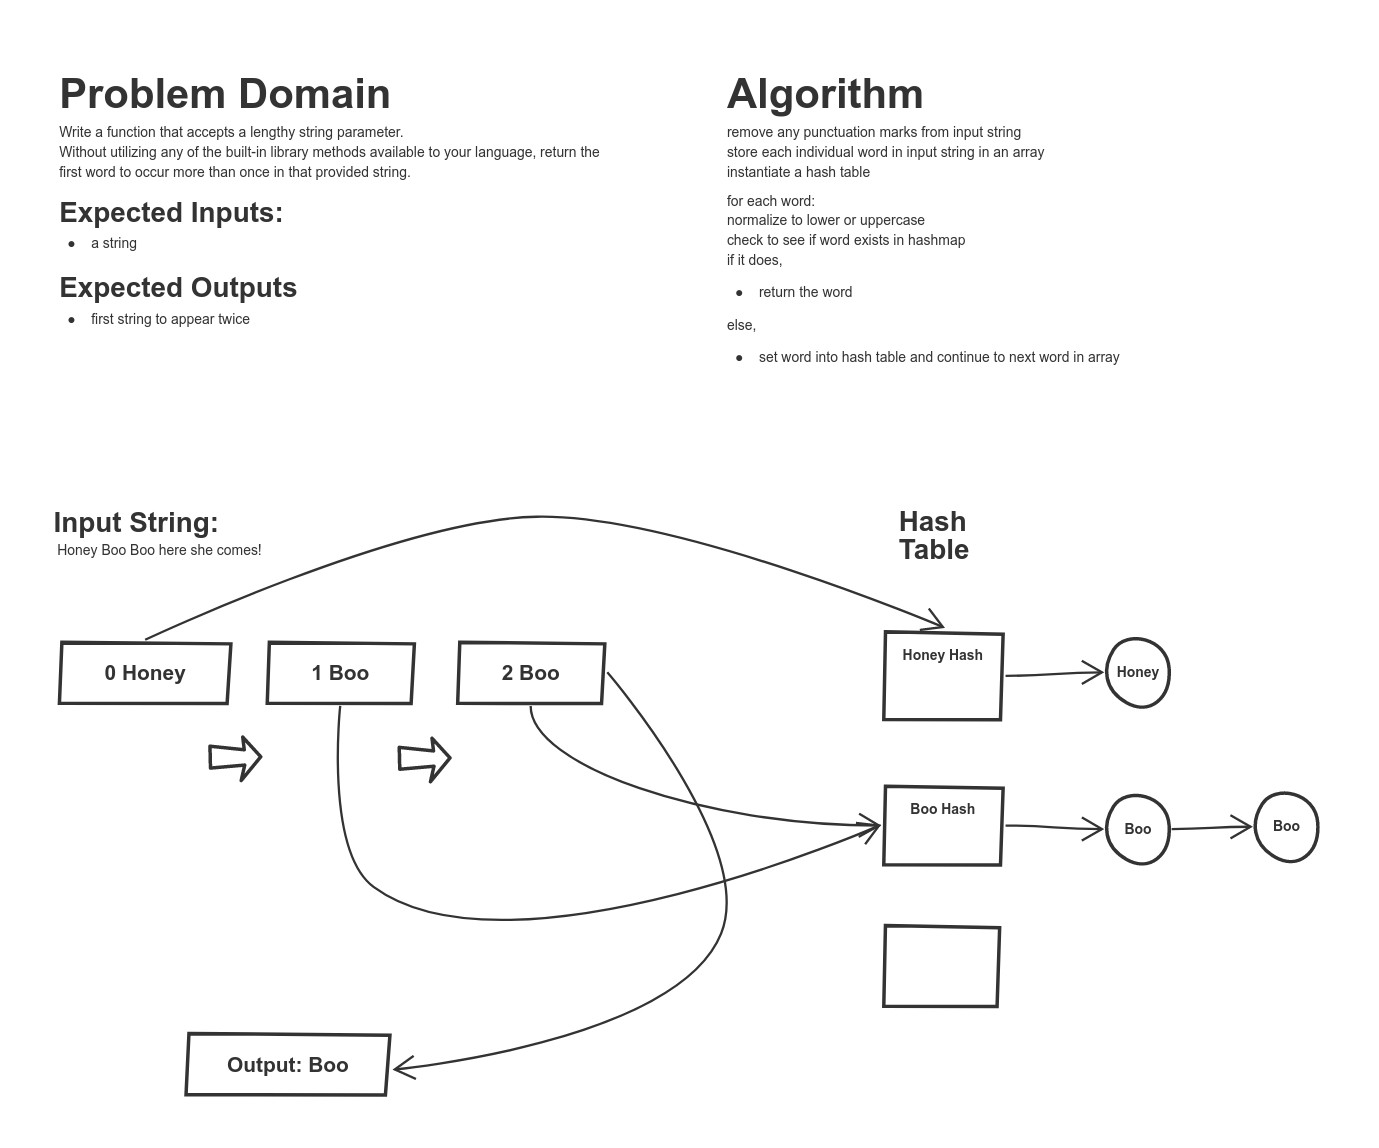 Problem Domain
Write a function that accepts a lengthy string parameter.
Without utilizing any of the built-in library methods available to your language, return the
first word to occur more than once in that provided string.
Expected Inputs:
● a string
Expected Outputs
● first string to appear twice
Algorithm
remove any punctuation marks from input string
store each individual word in input string in an array
instantiate a hash table
for each word:
normalize to lower or uppercase
check to see if word exists in hashmap
if it does,
● return the word
else,
● set word into hash table and continue to next word in array
Input String:
Honey Boo Boo here she comes!
Hash
Table
0 Honey
1 Boo
2 Boo
Honey Hash
Honey
Boo Hash
Boo
Boo
Output: Boo